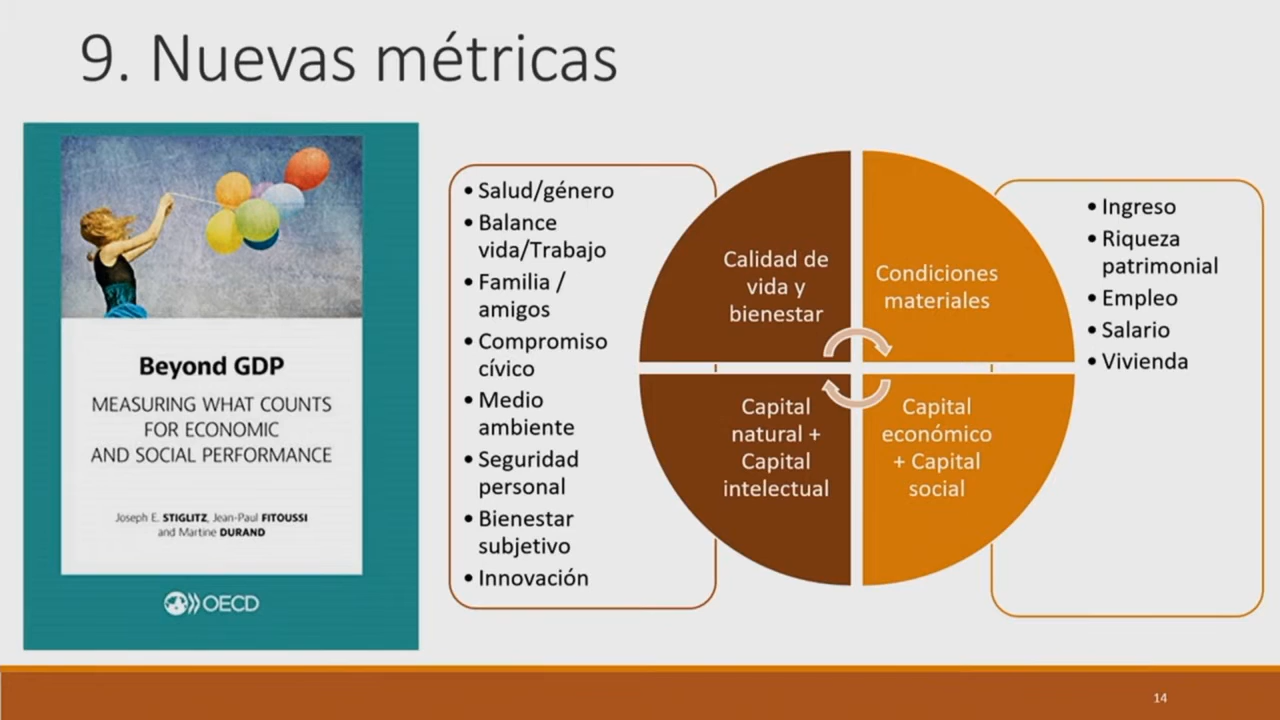 9. Nuevas métricas
Beyond GDP
MEASURING WHAT COUNTS
FOR ECONOMIC
AND SOCIAL PERFORMANCE
Joseph E. STIGLITZ, Jean-Paul FITOUSSI
and Martine DURAND
OECD
• Salud/género
• Balance
vida/Trabajo
• Familia /
amigos
• Compromiso
cívico
• Medio
ambiente
• Seguridad
personal
• Bienestar
subjetivo
• Innovación
Calidad de
vida y
bienestar
Condiciones
materiales
Capital
natural +
Capital
intelectual
Capital
económico
+ Capital
social
• Ingreso
• Riqueza
patrimonial
• Empleo
• Salario
• Vivienda
14